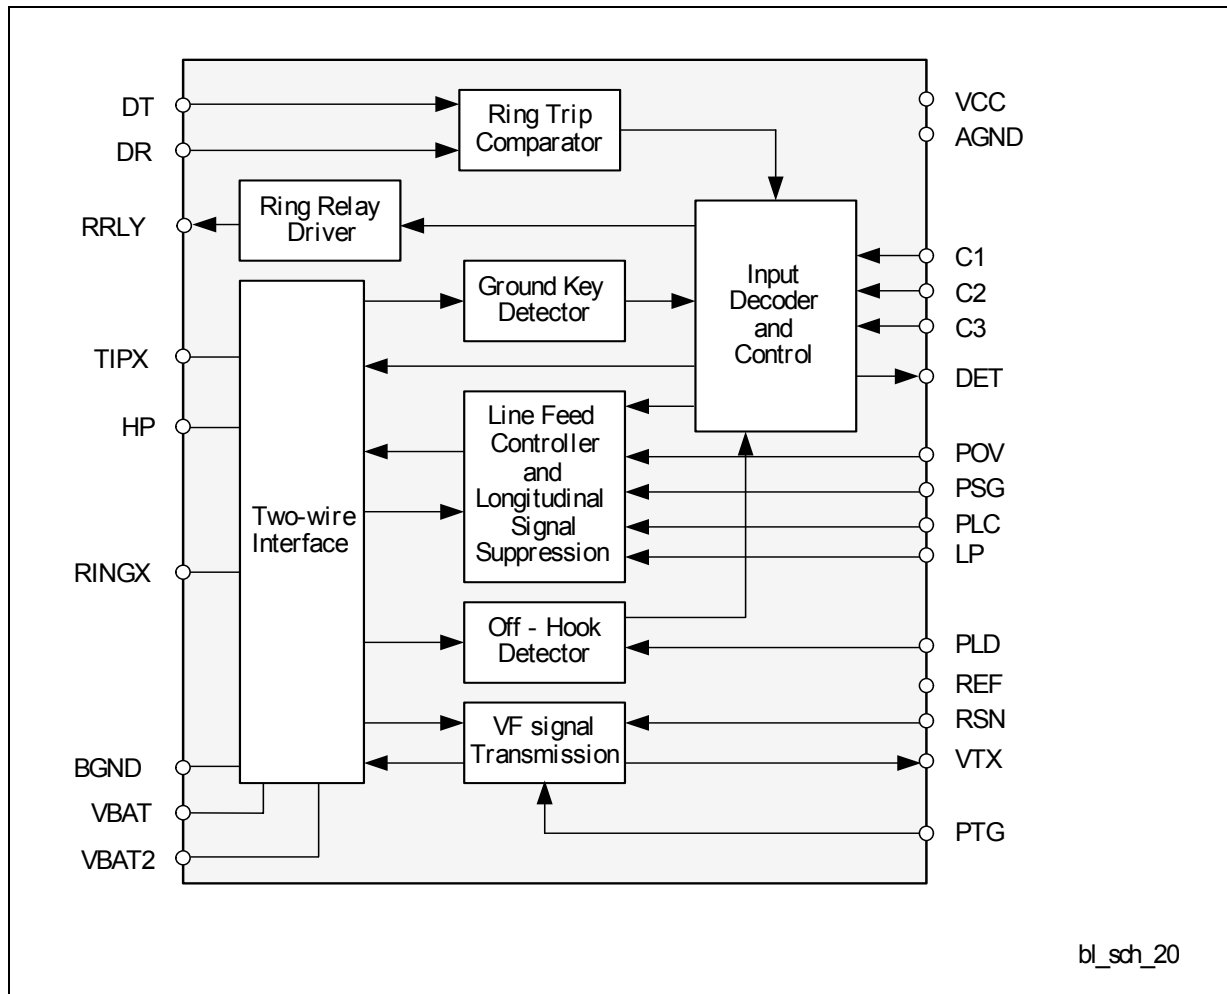 DT
DR
RRLY
TIPX
HP
RINGX
BGND
VBAT
VBAT2
Ring Trip
Comparator
Ring Relay
Driver
Ground Key
Detector
Input
Decoder
and
Control
Two-wire
Interface
Line Feed
Controller
and
Longitudinal
Signal
Suppression
Off - Hook
Detector
VF signal
Transmission
VCC
AGND
C1
C2
C3
DET
POV
PSG
PLC
LP
PLD
REF
RSN
VTX
PTG
bl_sch_20